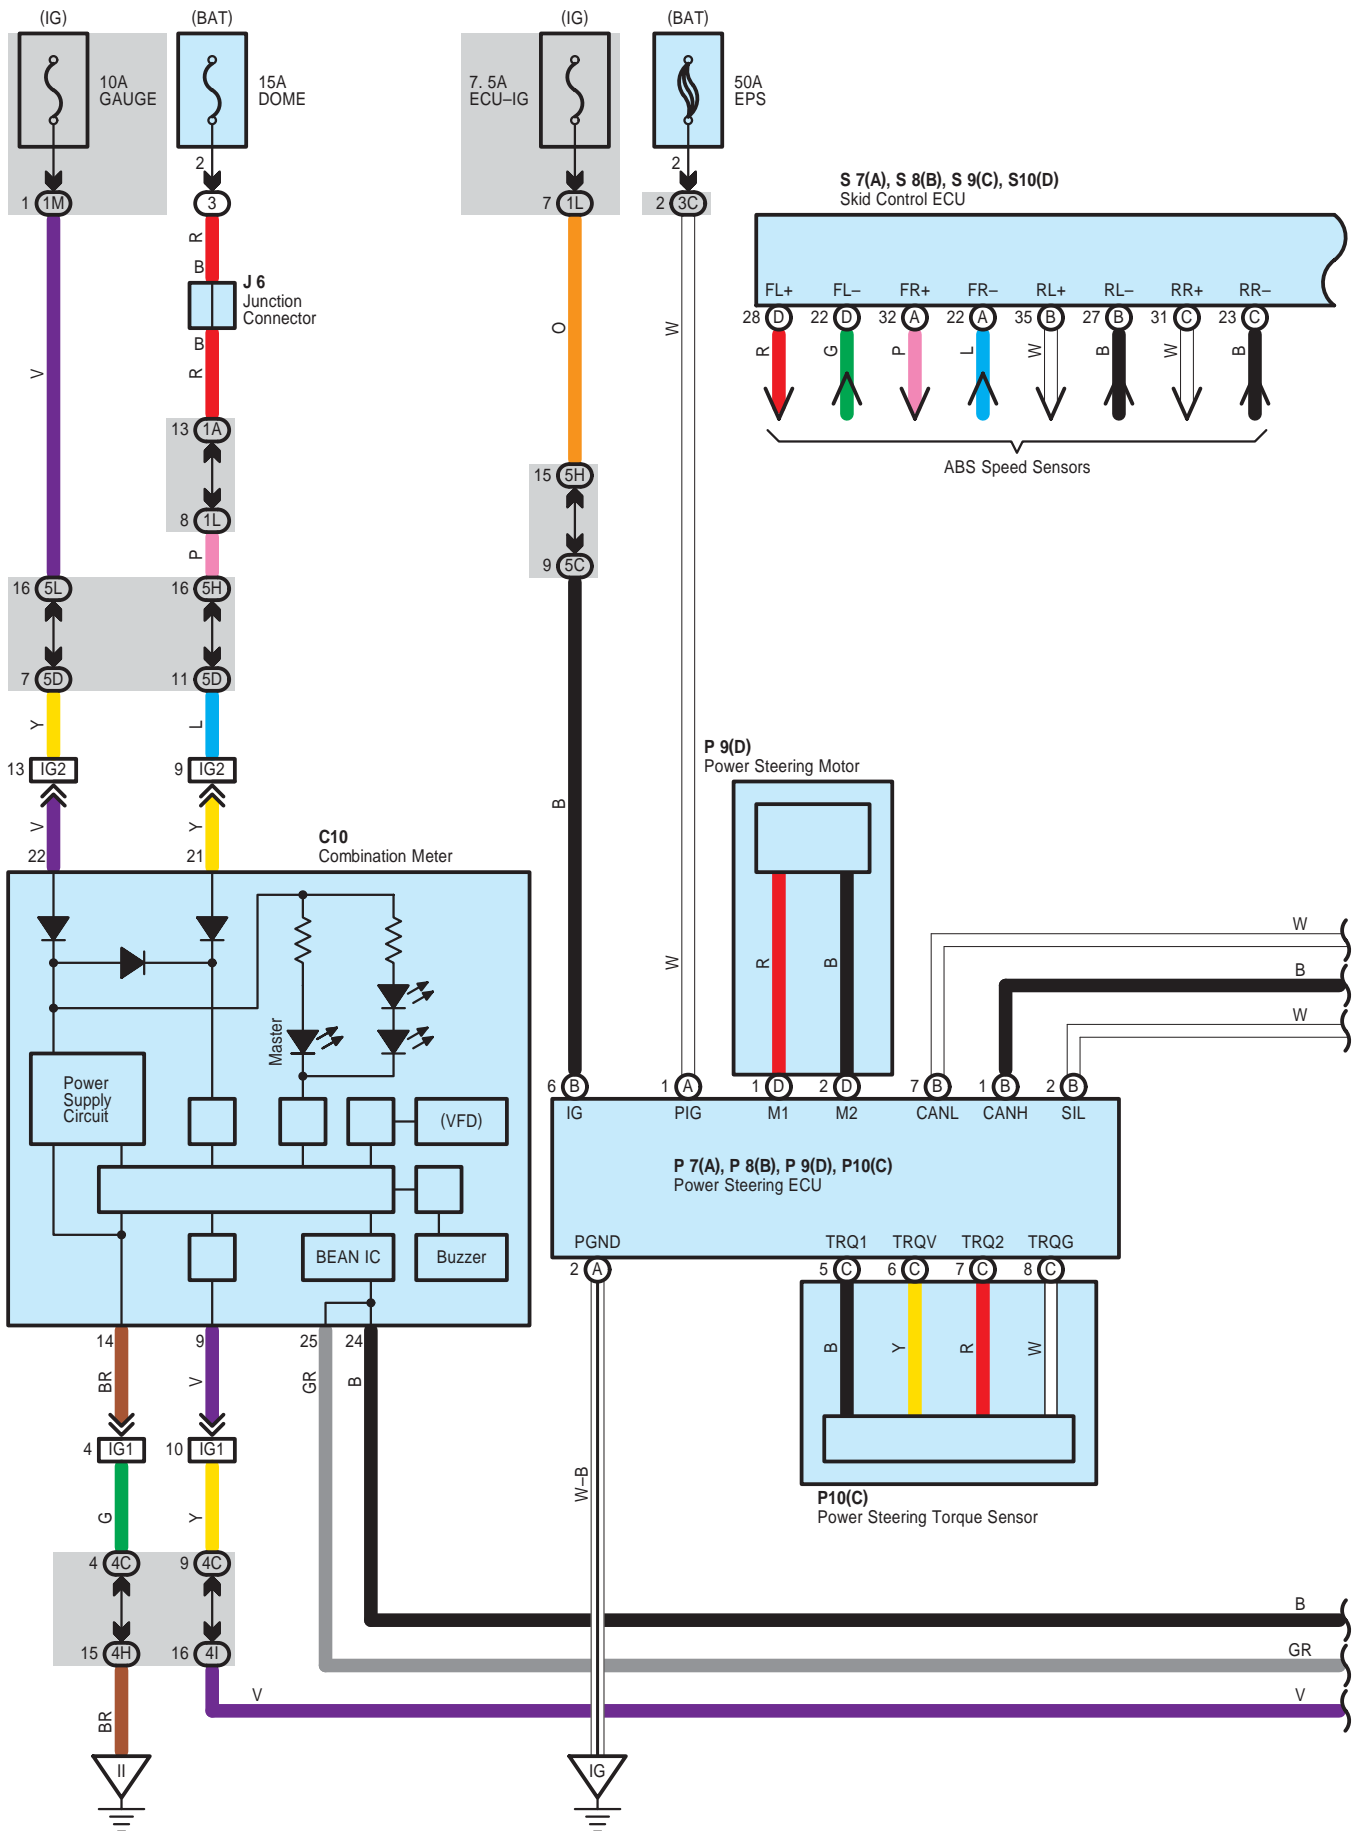 (IG) (BAT) (IG) (BAT)
10A
GAUGE
15A
DOME
7. 5A
ECU–IG
50A
EPS
2 2
1 1M 3 7 1L 2 3C
S 7(A), S 8(B), S 9(C), S10(D)
Skid Control ECU
FL+ FL– FR+ FR– RL+ RL– RR+ RR–
28 D 22 D 32 A 22 A 35 B 27 B 31 C 23 C
R G P L W B W B
ABS Speed Sensors
R
B
J 6
Junction
Connector
B
R
V
O
W
13 1A
8 1L
P
15 5H
9 5C
16 5L 16 5H
7 5D 11 5D
Y L
13 IG2 9 IG2
V Y
22 21
B
W
C10
Combination Meter
Master
Power
Supply
Circuit
(VFD)
BEAN IC
Buzzer
P 9(D)
Power Steering Motor
R B
W
B
W
6 B 1 A 1 D 2 D 7 B 1 B 2 B
IG PIG M1 M2 CANL CANH SIL
P 7(A), P 8(B), P 9(D), P10(C)
Power Steering ECU
PGND TRQ1 TRQV TRQ2 TRQG
2 A 5 C 6 C 7 C 8 C
B Y R W
P10(C)
Power Steering Torque Sensor
14 9 25 24
BR V GR B
4 IG1 10 IG1
G Y
W–B
4 4C 9 4C
15 4H 16 4I
B
GR
V V
BR
II IG